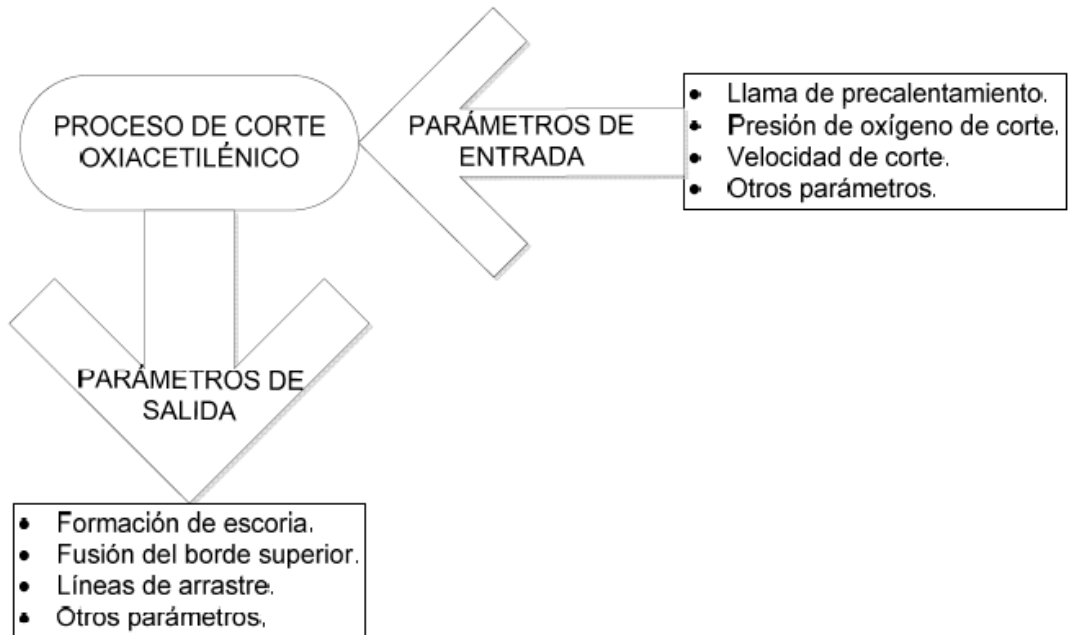 PROCESO DE CORTE
OXIACETILÉNICO
PARÁMETROS DE
ENTRADA
• Llama de precalentamiento.
• Presión de oxígeno de corte.
• Velocidad de corte.
• Otros parámetros.
PARÁMETROS DE
SALIDA
• Formación de escoria.
• Fusión del borde superior.
• Líneas de arrastre.
• Otros parámetros.